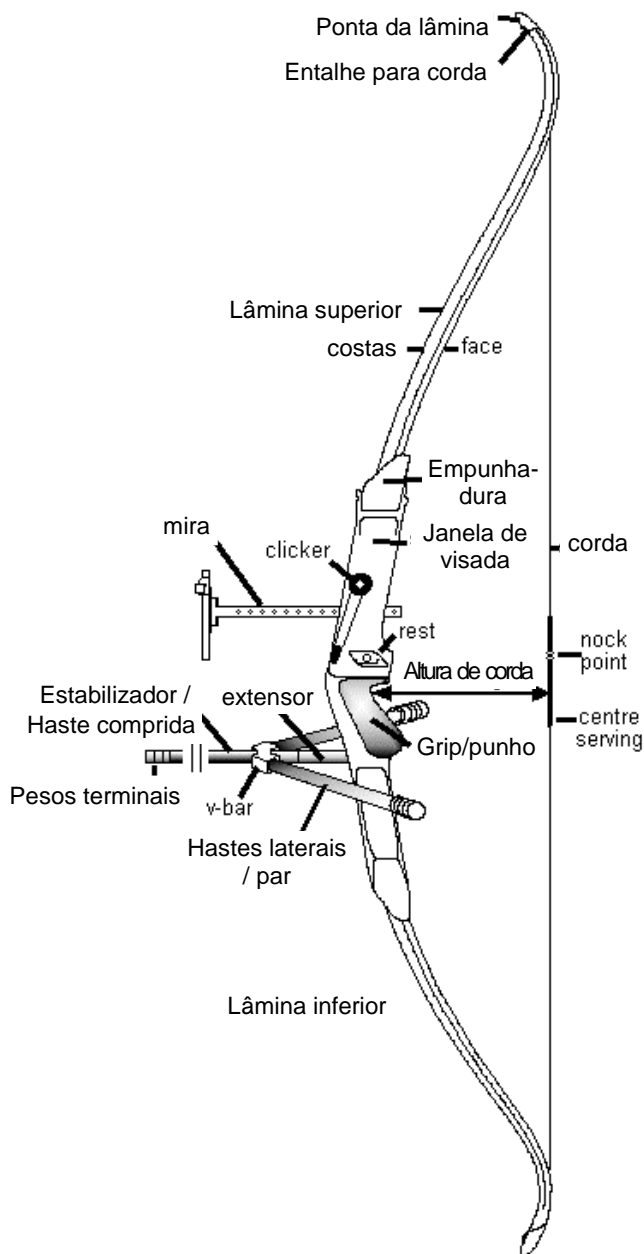 Ponta da lâmina
Entalhe para corda
Lâmina superior
costas
face
Empunha-
dura
mira
clicker
Janela de
visada
corda
rest
nock
point
Altura de corda
Estabilizador /
Haste comprida
extensor
centre
serving
Grip/punho
Pesos terminais
v-bar
Hastes laterais
/ par
Lâmina inferior